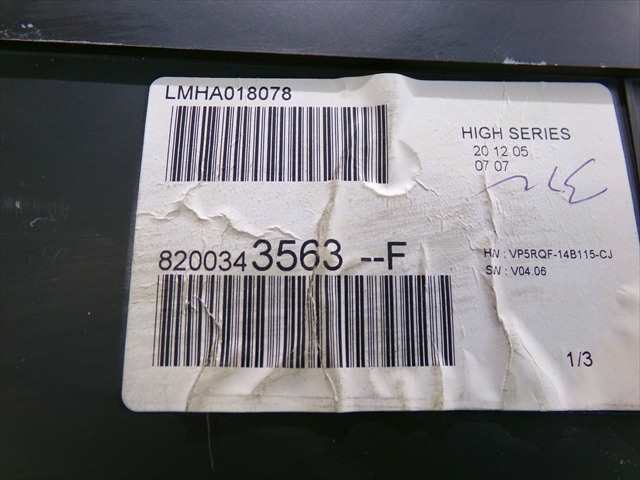 LMHA018078
HIGH SERIES
20 12 05
07 07
8200343563 --F
HW : VP5RQF-14B115-CJ
SW : V04.06
1/3